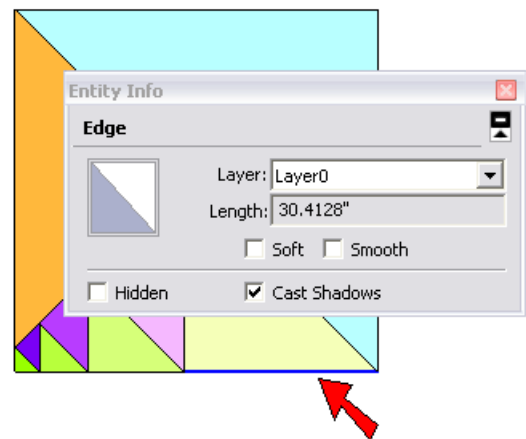 Entity Info
Edge
Layer: Layer0
Length: 30.4128"
Soft Smooth
Hidden Cast Shadows